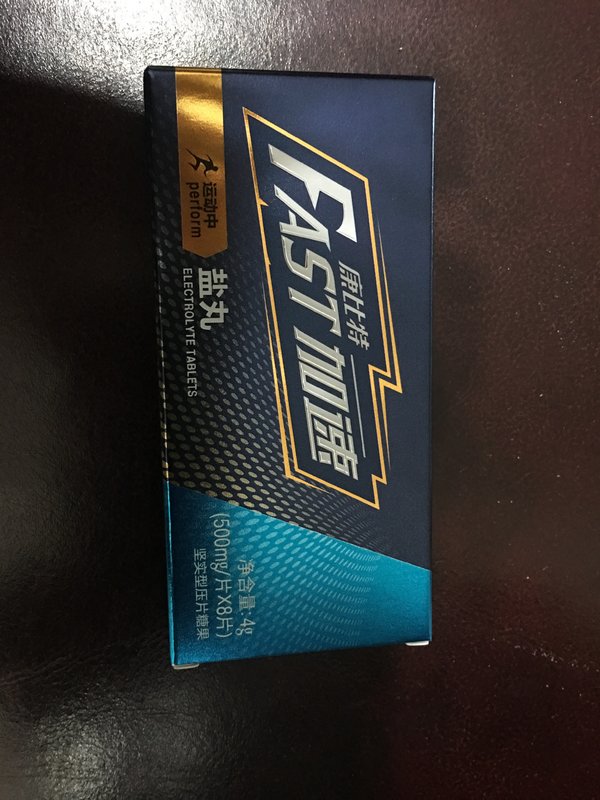 康比特
FAST加速
运动中
perform
盐丸
ELECTROLYTE TABLETS
净含量:4g
(500mg/片X8片)
坚实型压片糖果